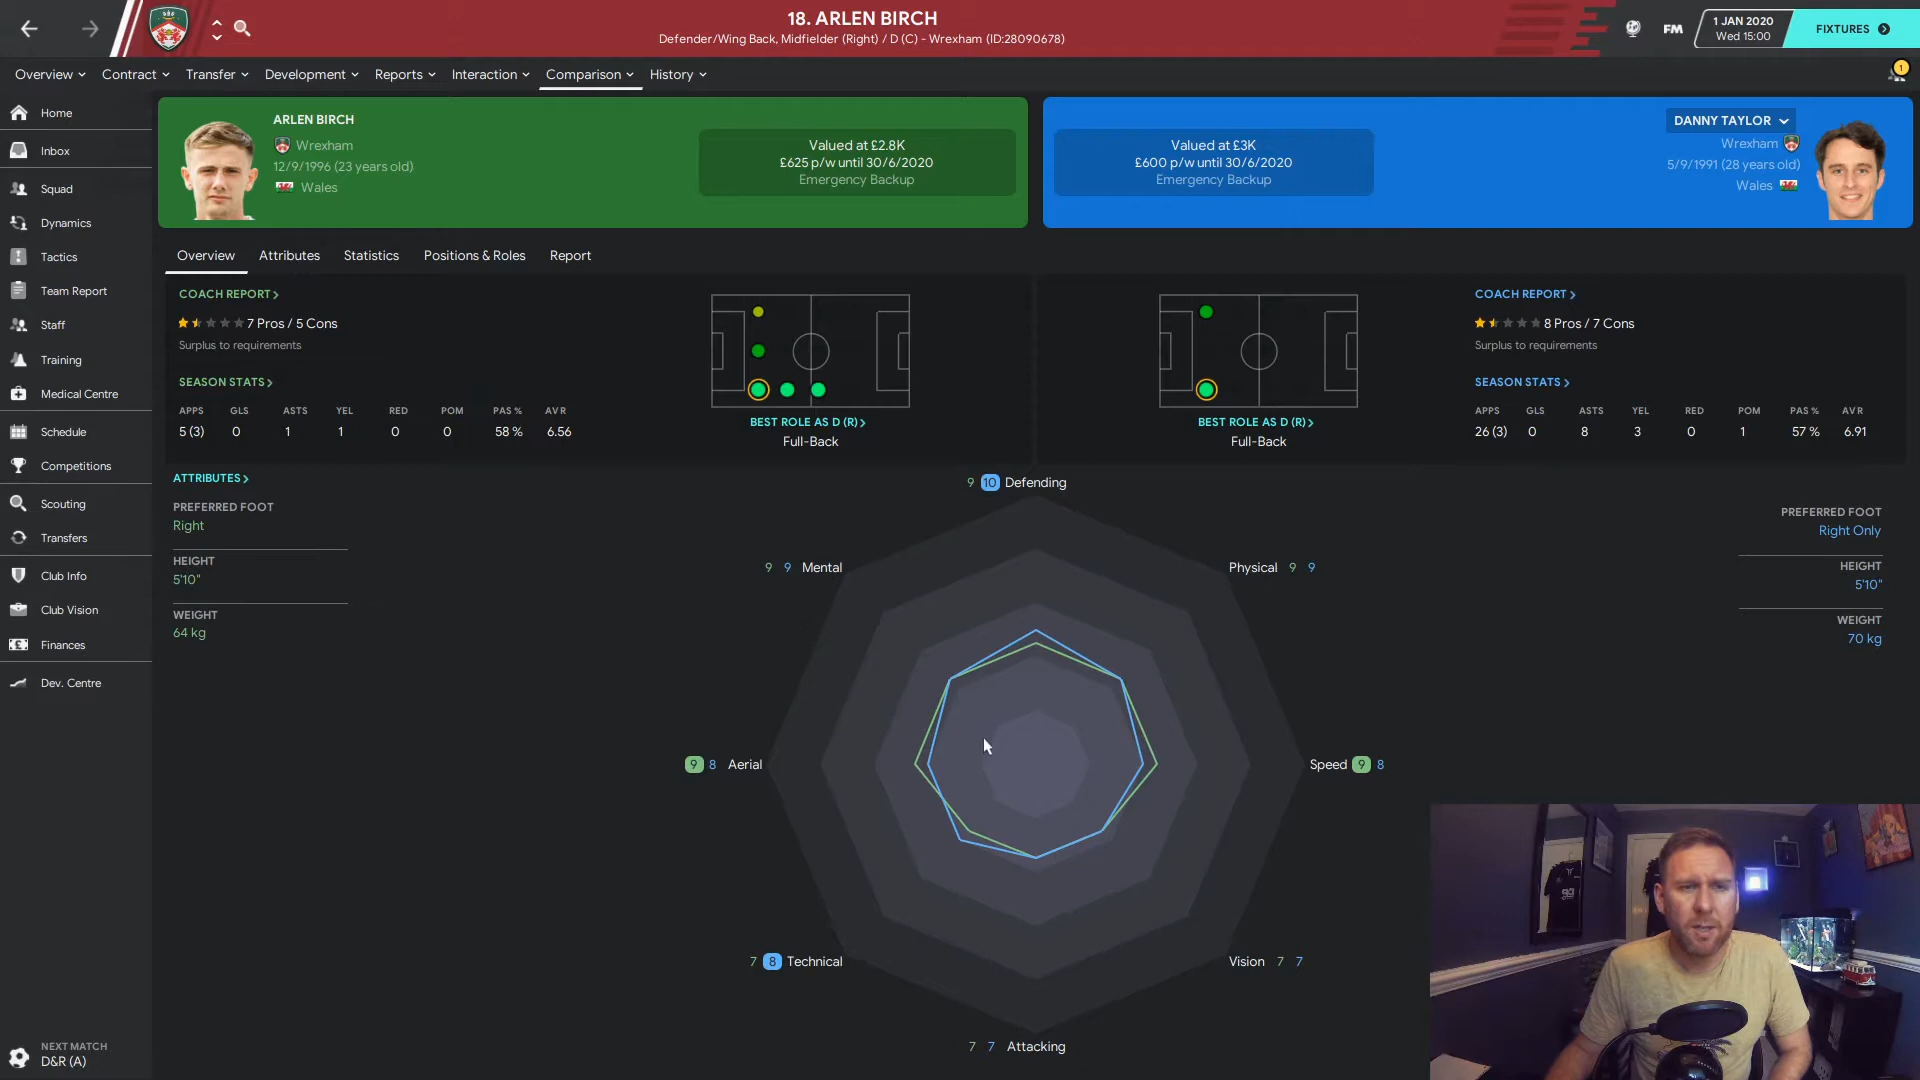 18. ARLEN BIRCH
Defender/Wing Back, Midfielder (Right) / D (C) - Wrexham (ID:28090678)
FM
1 JAN 2020
Wed 15:00
FIXTURES
Overview
Contract
Transfer
Development
Reports
Interaction
Comparison
History
1
Home
Inbox
Squad
Dynamics
Tactics
Team Report
Staff
Training
Medical Centre
Schedule
Competitions
Scouting
Transfers
Club Info
Club Vision
Finances
Dev. Centre
NEXT MATCH
D&R (A)
ARLEN BIRCH
Wrexham
12/9/1996 (23 years old)
Wales
Valued at £2.8K
£625 p/w until 30/6/2020
Emergency Backup
Valued at £3K
£600 p/w until 30/6/2020
Emergency Backup
DANNY TAYLOR
Wrexham
5/9/1991 (28 years old)
Wales
Overview
Attributes
Statistics
Positions & Roles
Report
COACH REPORT
7 Pros / 5 Cons
Surplus to requirements
SEASON STATS
APPS GLS ASTS YEL RED POM PAS % AV R
5 (3) 0 1 1 0 0 58 % 6.56
BEST ROLE AS D (R)
Full-Back
BEST ROLE AS D (R)
Full-Back
COACH REPORT
8 Pros / 7 Cons
Surplus to requirements
SEASON STATS
APPS GLS ASTS YEL RED POM PAS % AV R
26 (3) 0 8 3 0 1 57 % 6.91
ATTRIBUTES
PREFERRED FOOT
Right
HEIGHT
5'10"
WEIGHT
64 kg
9 10 Defending
9 9 Mental
Physical 9 9
9 8 Aerial
Speed 9 8
7 8 Technical
Vision 7 7
7 7 Attacking
PREFERRED FOOT
Right Only
HEIGHT
5'10"
WEIGHT
70 kg